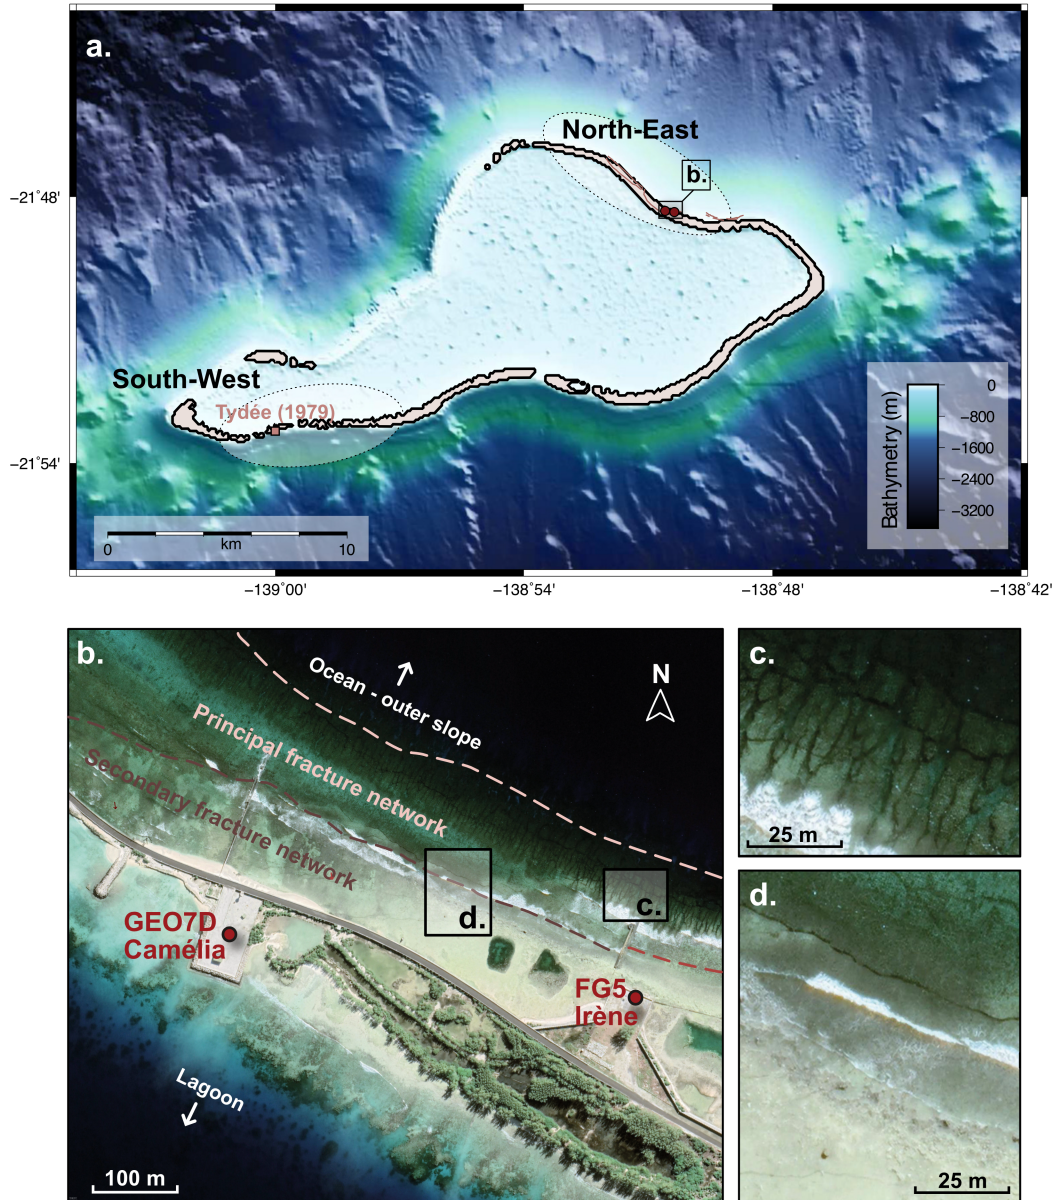 a.
North-East
b.
−21˚48'
South-West
Tydée (1979)
−21˚54'
0
km
10
Bathymetry (m)
0
−800
−1600
−2400
−3200
−139˚00'
−138˚54'
−138˚48'
−138˚42'
b.
Ocean - outer slope
N
Principal fracture network
Secondary fracture network
d.
c.
GEO7D
Camélia
FG5
Irène
Lagoon
100 m
c.
25 m
d.
25 m